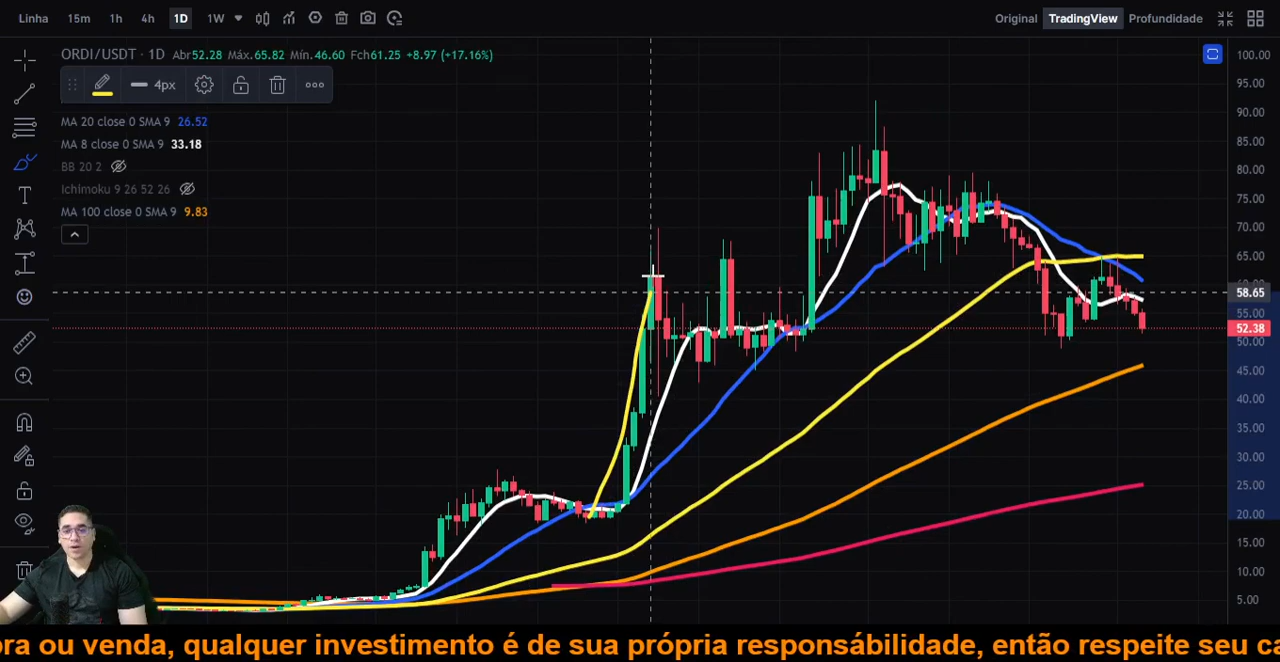 Linha 15m 1h 4h 1D 1W Original TradingView Profundidade
ORDI/USDT · 1D Abr52.28 Máx.65.82 Mín.46.60 Fch61.25 +8.97 (+17.16%)
4px
MA 20 close 0 SMA 9 26.52
MA 8 close 0 SMA 9 33.18
BB 20 2
Ichimoku 9 26 52 26
MA 100 close 0 SMA 9 9.83
100.00
95.00
90.00
85.00
80.00
75.00
70.00
65.00
58.65
55.00
52.38
50.00
45.00
40.00
35.00
30.00
25.00
20.00
15.00
10.00
5.00
ora ou venda, qualquer investimento é de sua própria responsábilidade, então respeite seu ca